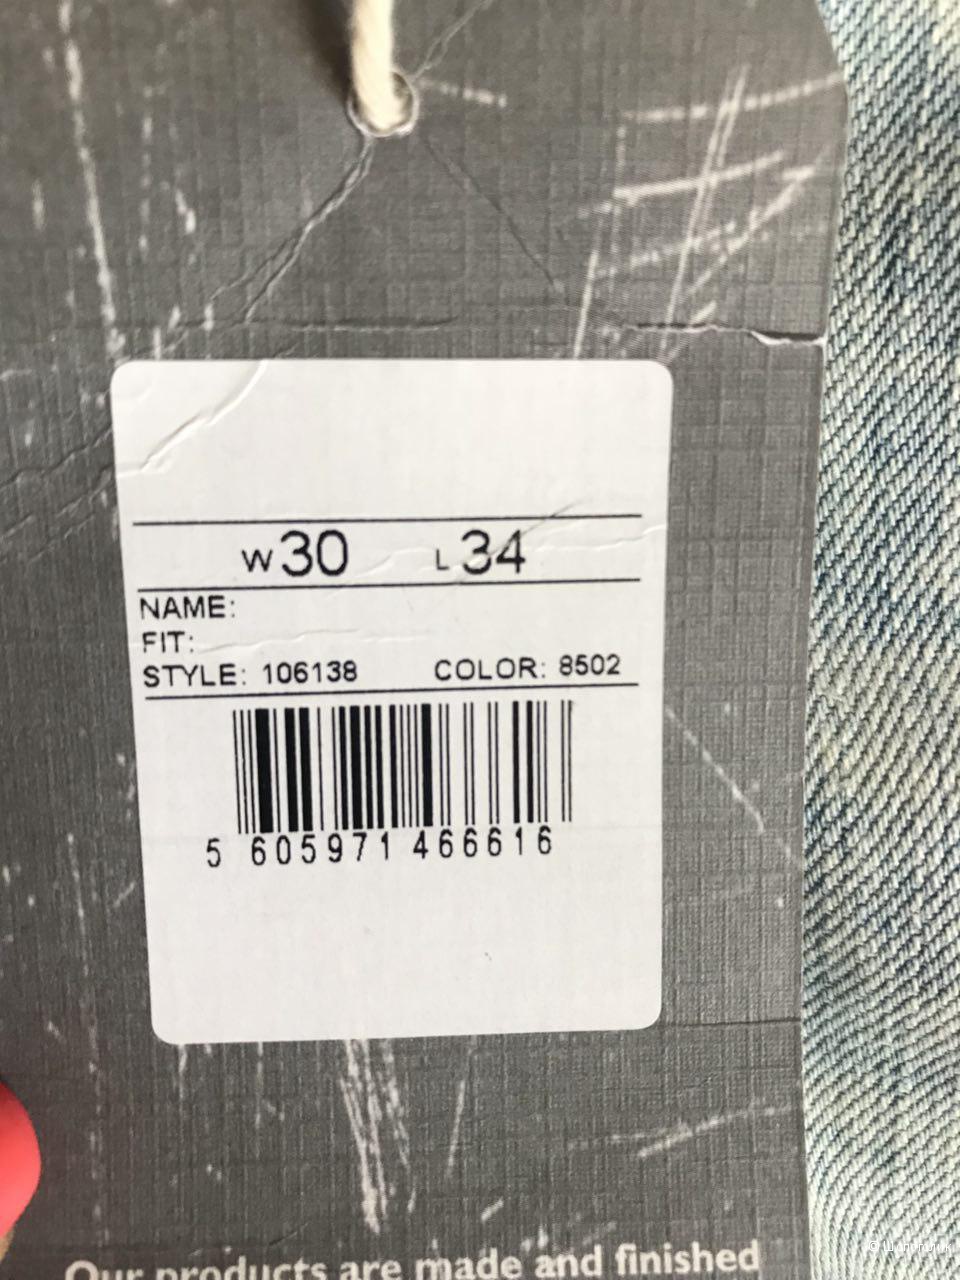 W30 L34
NAME:
FIT:
STYLE: 106138 COLOR: 8502
5 605971 466616
Our products are made and finished